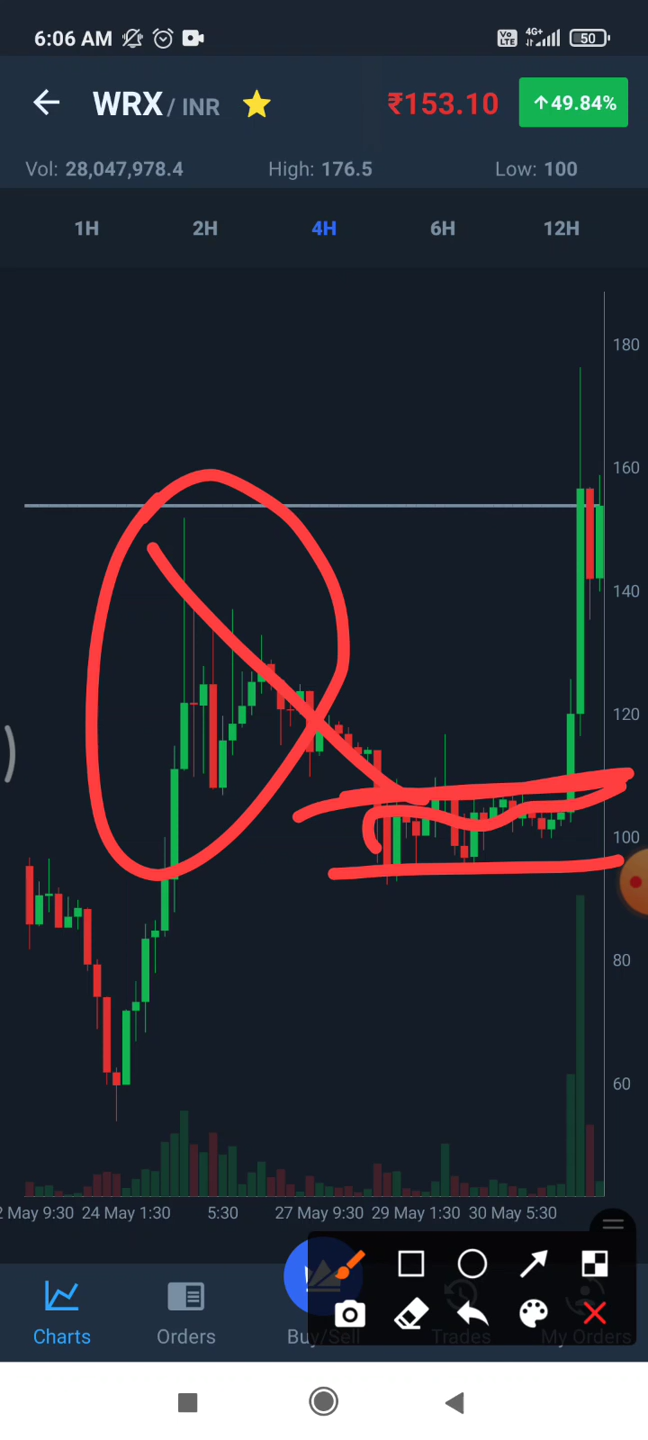 6:06 AM Vo LTE 4G+ 50
WRX / INR ₹153.10 ↑49.84%
Vol: 28,047,978.4 High: 176.5 Low: 100
1H 2H 4H 6H 12H
180
160
140
120
100
80
60
2 May 9:30 24 May 1:30 5:30 27 May 9:30 29 May 1:30 30 May 5:30
Charts Orders Buy/Sell Trades My Orders